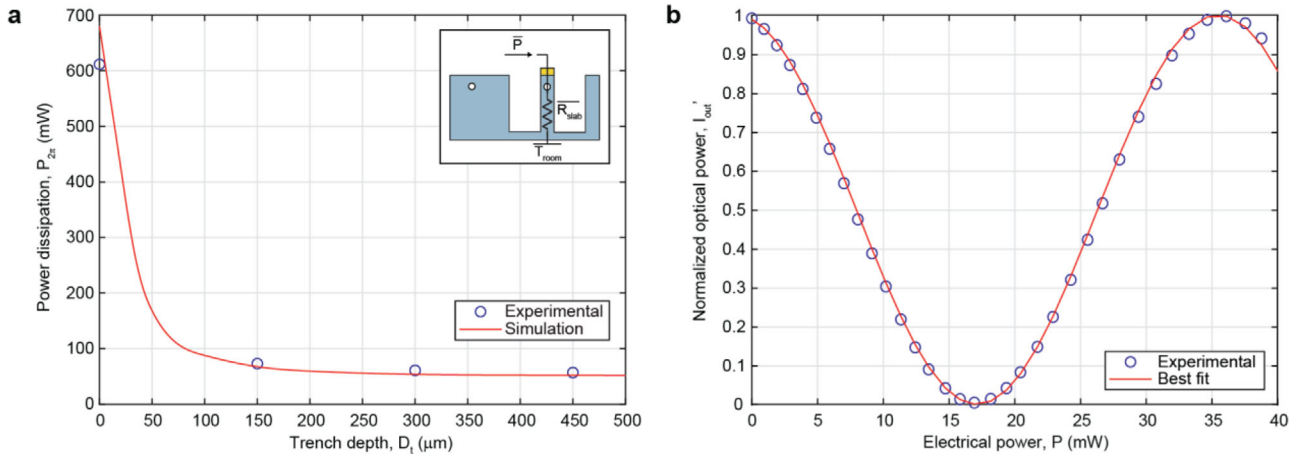 a
700
600
500
400
300
200
100
0
Power dissipation, P2π (mW)
0 50 100 150 200 250 300 350 400 450 500
Trench depth, Dt (μm)
P
Rslab
Troom
Experimental
Simulation
b
1
0.9
0.8
0.7
0.6
0.5
0.4
0.3
0.2
0.1
0
Normalized optical power, Iout'
0 5 10 15 20 25 30 35 40
Electrical power, P (mW)
Experimental
Best fit